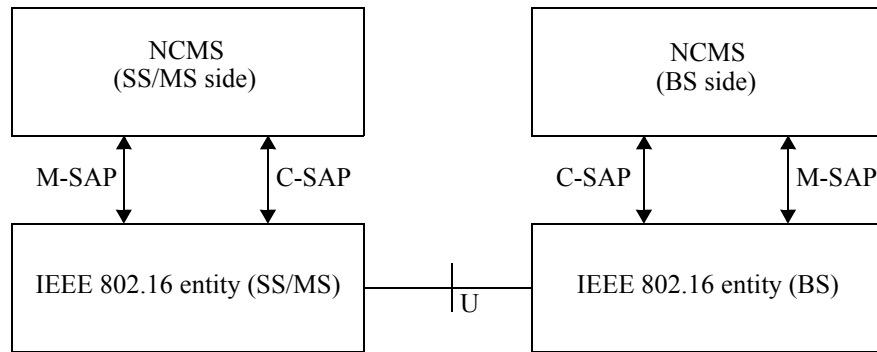 NCMS
(SS/MS side)
NCMS
(BS side)
M-SAP
C-SAP
C-SAP
M-SAP
IEEE 802.16 entity (SS/MS)
U
IEEE 802.16 entity (BS)